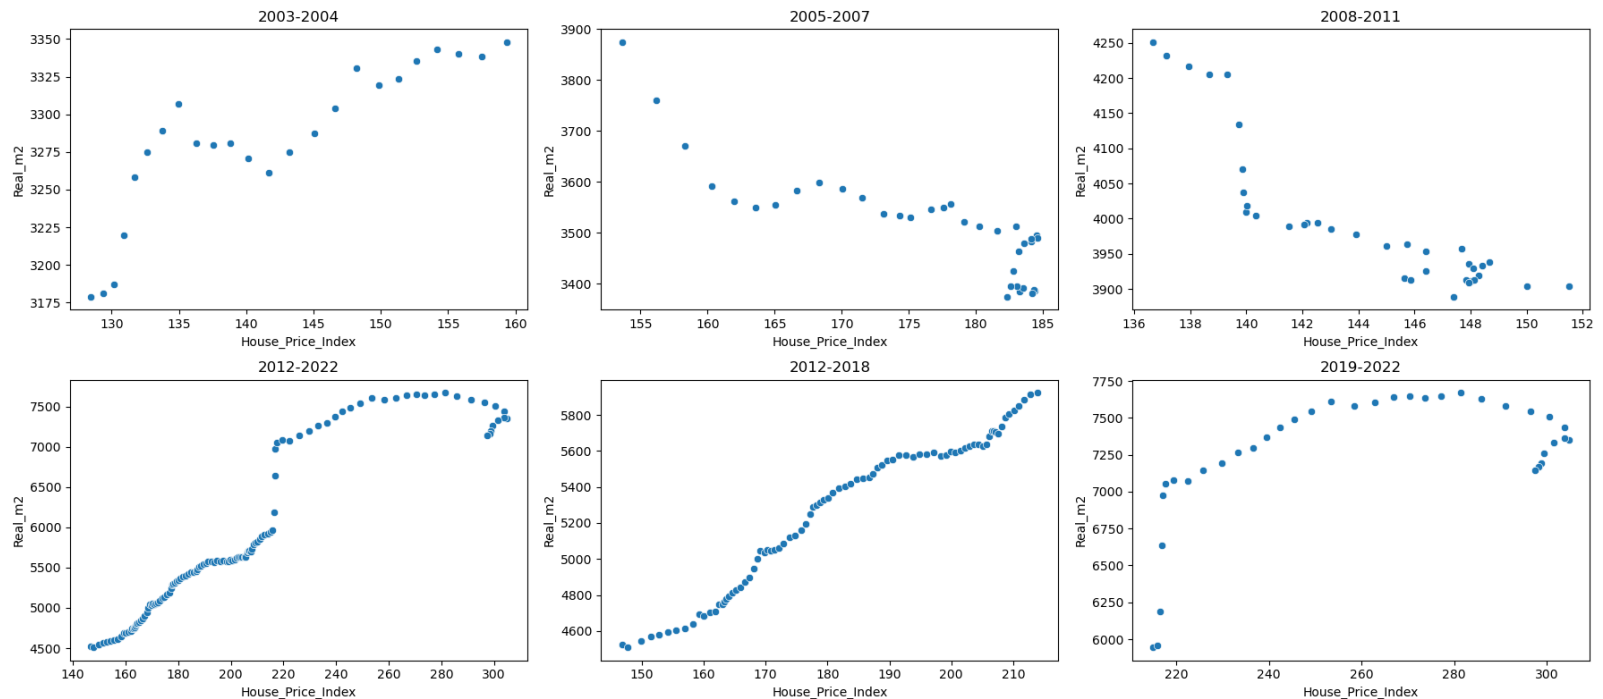 2003-2004
3350
3325
3300
3275
3250
3225
3200
3175
Real_m2
130 135 140 145 150 155 160
House_Price_Index
2005-2007
3900
3800
3700
3600
3500
3400
Real_m2
155 160 165 170 175 180 185
House_Price_Index
2008-2011
4250
4200
4150
4100
4050
4000
3950
3900
Real_m2
136 138 140 142 144 146 148 150 152
House_Price_Index
2012-2022
7500
7000
6500
6000
5500
5000
4500
Real_m2
140 160 180 200 220 240 260 280 300
House_Price_Index
2012-2018
5800
5600
5400
5200
5000
4800
4600
Real_m2
150 160 170 180 190 200 210
House_Price_Index
2019-2022
7750
7500
7250
7000
6750
6500
6250
6000
Real_m2
220 240 260 280 300
House_Price_Index